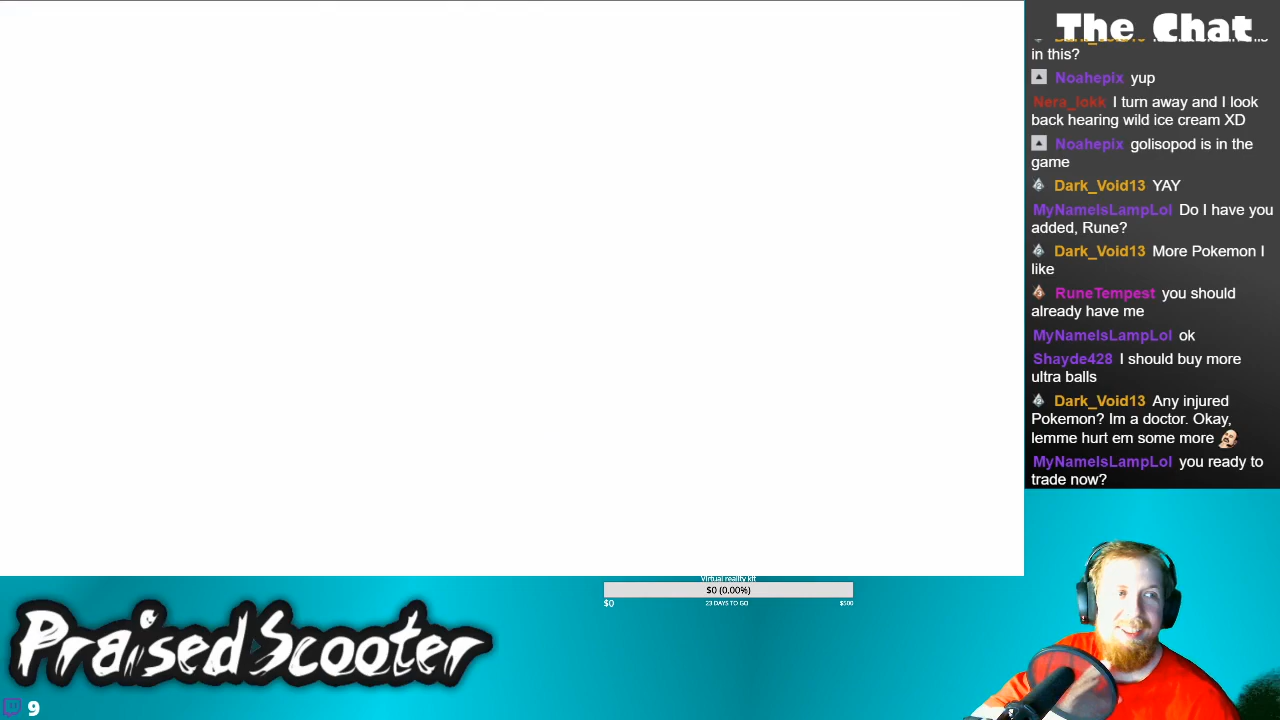 The Chat
in this?
Noahepix yup
Nera_lokk I turn away and I look
back hearing wild ice cream XD
Noahepix golisopod is in the
game
Dark_Void13 YAY
MyNameIsLampLol Do I have you
added, Rune?
Dark_Void13 More Pokemon I
like
RuneTempest you should
already have me
MyNameIsLampLol ok
Shayde428 I should buy more
ultra balls
Dark_Void13 Any injured
Pokemon? Im a doctor. Okay,
lemme hurt em some more
MyNameIsLampLol you ready to
trade now?
Virtual reality kit
$0 (0.00%)
$0 23 DAYS TO GO $500
Praised Scooter
9